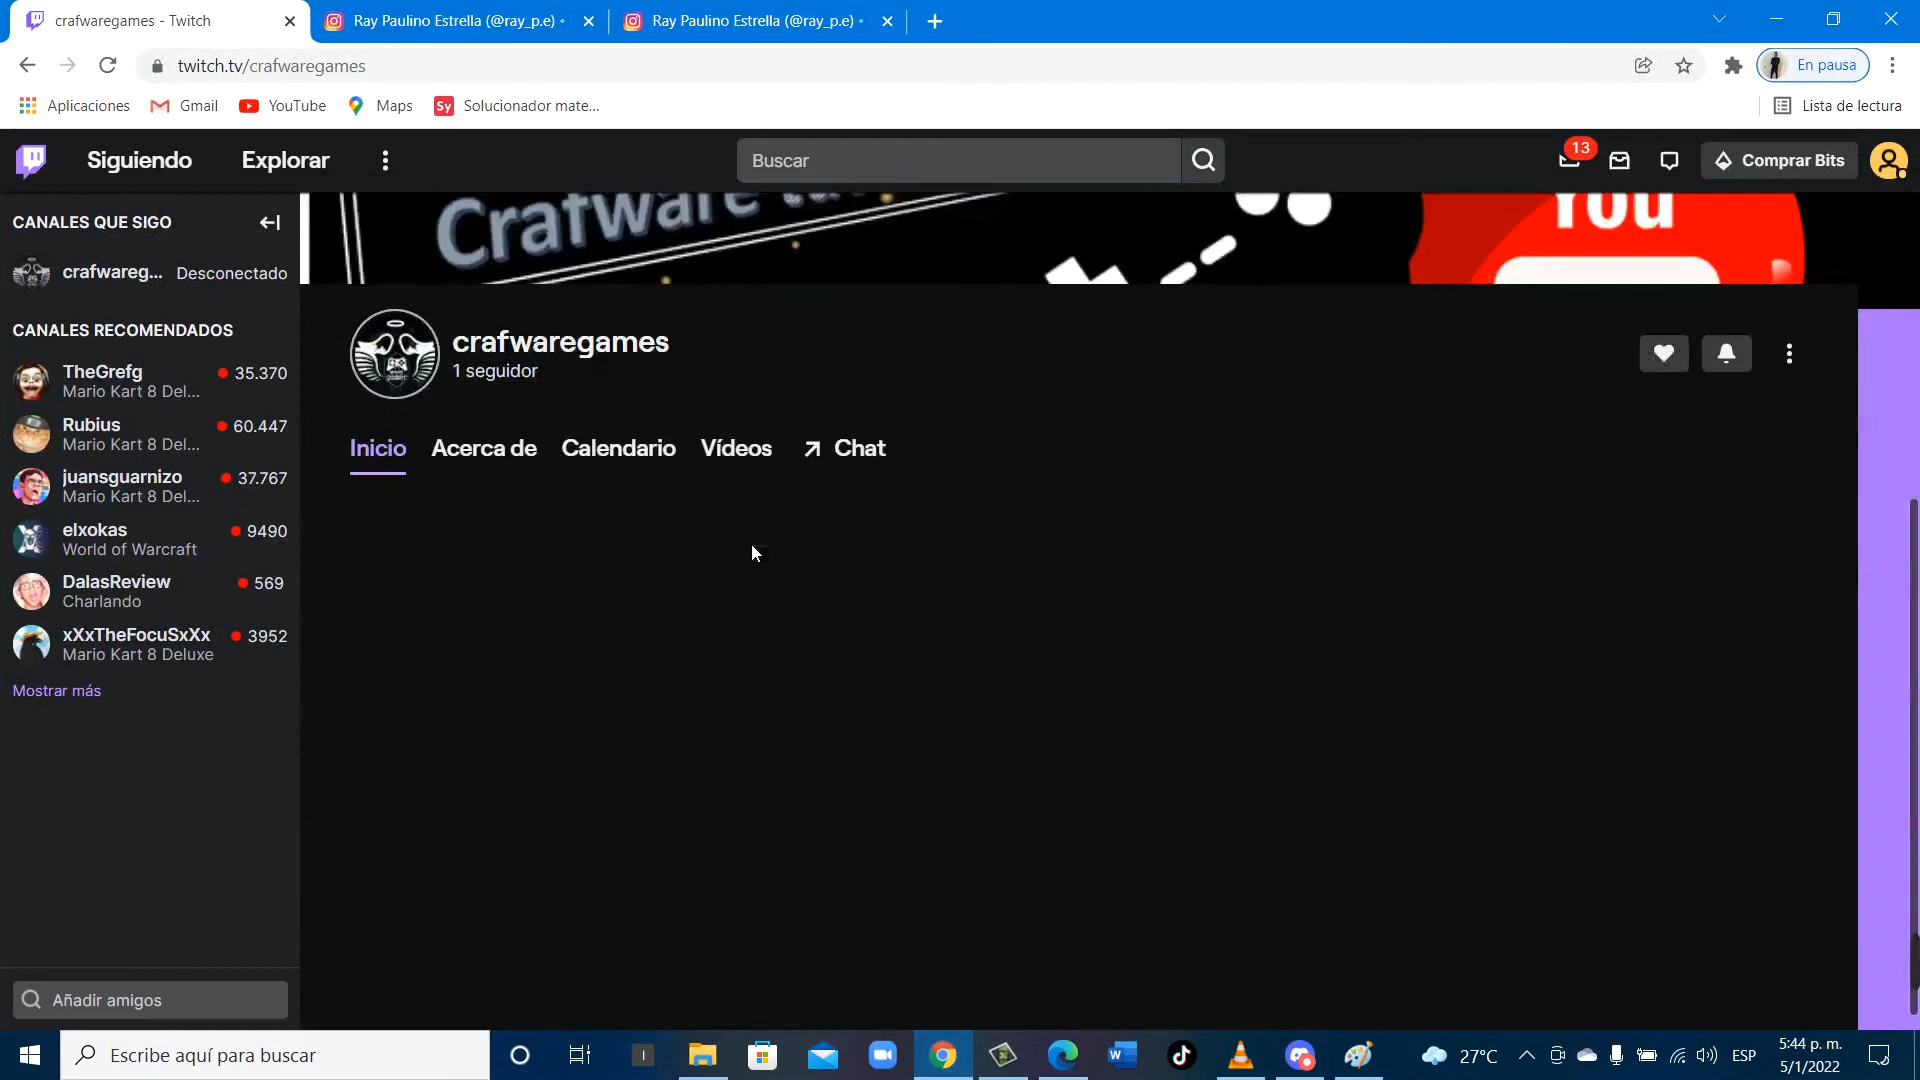 crafwaregames - Twitch
Ray Paulino Estrella (@ray_p.e) •
Ray Paulino Estrella (@ray_p.e) •
twitch.tv/crafwaregames
En pausa
Aplicaciones
Gmail
YouTube
Maps
Sy
Solucionador mate...
Lista de lectura
Siguiendo
Explorar
Buscar
13
Comprar Bits
CANALES QUE SIGO
crafwareg...
Desconectado
CANALES RECOMENDADOS
TheGrefg
35.370
Mario Kart 8 Del...
Rubius
60.447
Mario Kart 8 Del...
juansguarnizo
37.767
Mario Kart 8 Del...
elxokas
9490
World of Warcraft
DalasReview
569
Charlando
xXxTheFocuSxXx
3952
Mario Kart 8 Deluxe
Mostrar más
Añadir amigos
Crafware
You
crafwaregames
1 seguidor
Inicio
Acerca de
Calendario
Vídeos
Chat
Escribe aquí para buscar
27°C
ESP
5:44 p. m.
5/1/2022